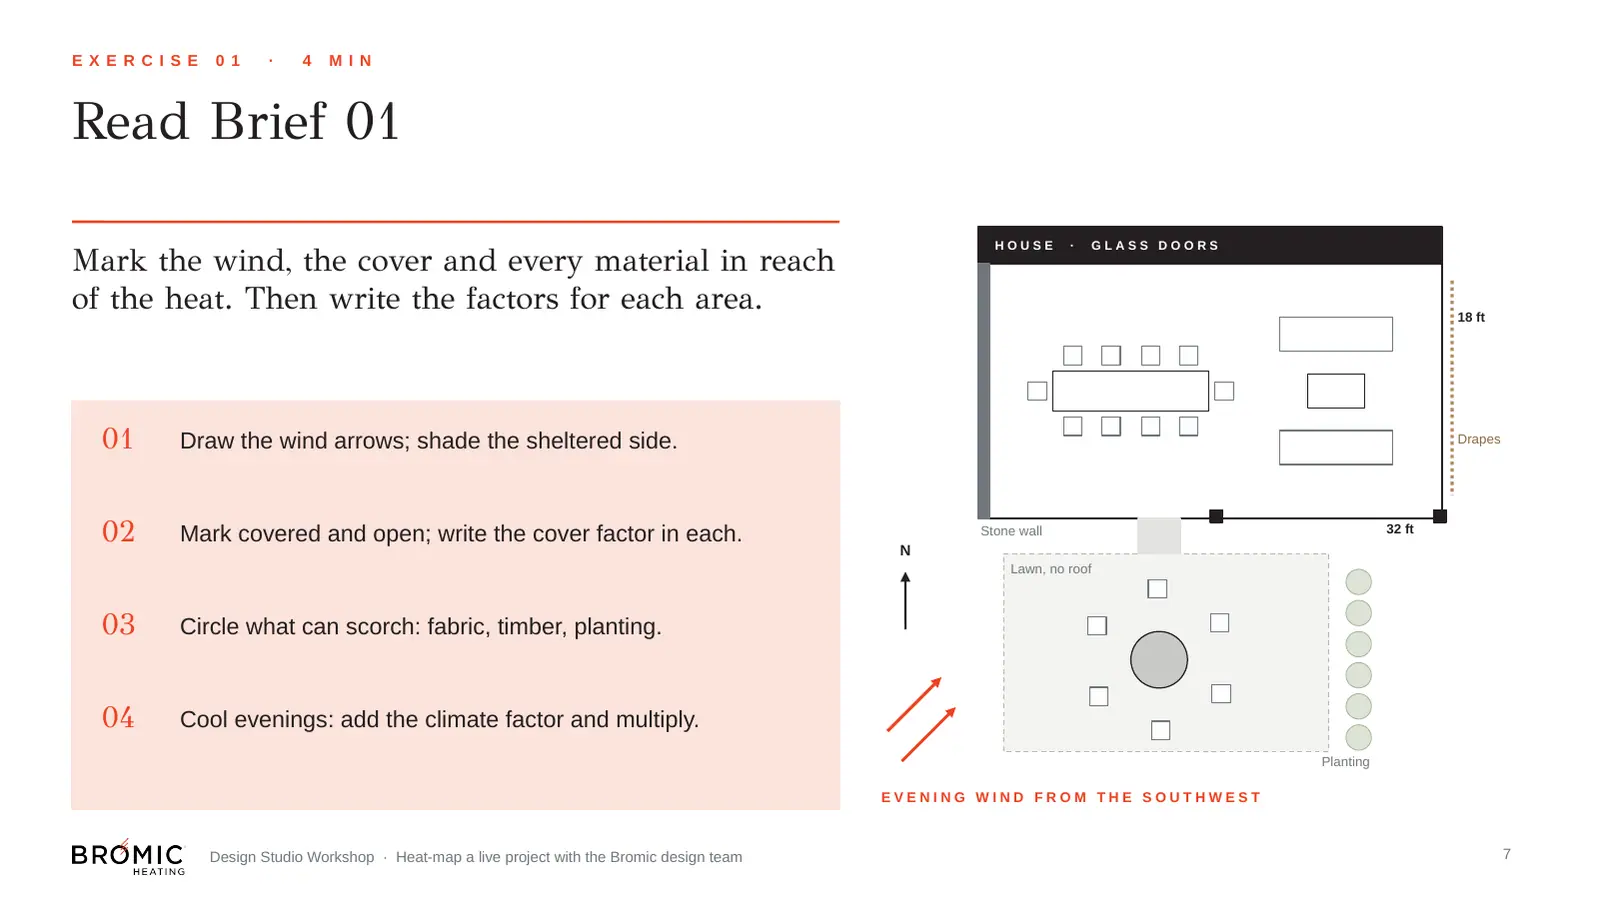 EXERCISE 01 · 4 MIN
Read Brief 01
Mark the wind, the cover and every material in reach
of the heat. Then write the factors for each area.
01 Draw the wind arrows; shade the sheltered side.
02 Mark covered and open; write the cover factor in each.
03 Circle what can scorch: fabric, timber, planting.
04 Cool evenings: add the climate factor and multiply.
HOUSE · GLASS DOORS
18 ft
Drapes
Stone wall
32 ft
N
Lawn, no roof
Planting
EVENING WIND FROM THE SOUTHWEST
BROMIC
HEATING
Design Studio Workshop · Heat-map a live project with the Bromic design team
7